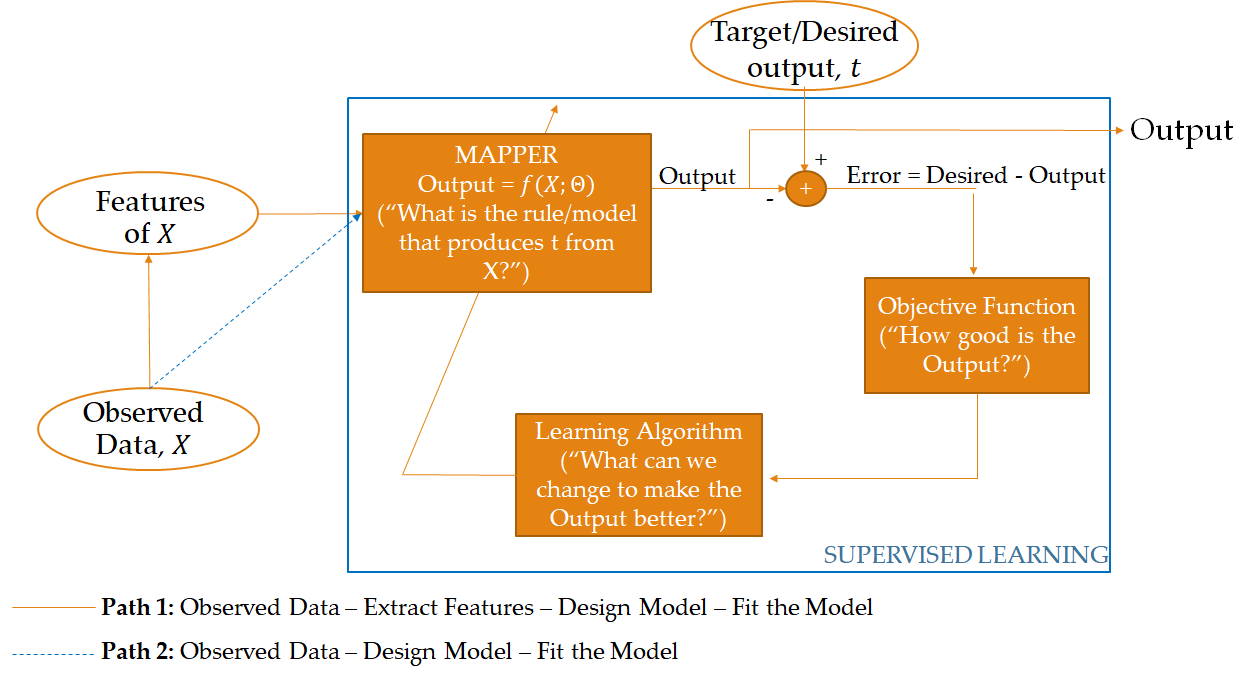 Target/Desired
output, t
Output
MAPPER
Output = f(X; Θ)
("What is the rule/model
that produces t from
X?")
Output
+
-
+
Error = Desired - Output
Features
of X
Objective Function
("How good is the
Output?")
Observed
Data, X
Learning Algorithm
("What can we
change to make the
Output better?")
SUPERVISED LEARNING
Path 1: Observed Data – Extract Features – Design Model – Fit the Model
Path 2: Observed Data – Design Model – Fit the Model